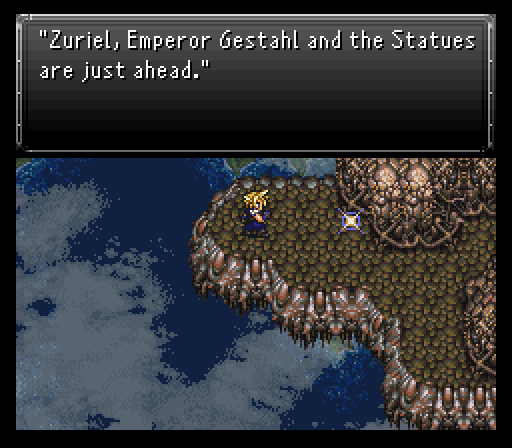 "Zuriel, Emperor Gestahl and the Statues
are just ahead."